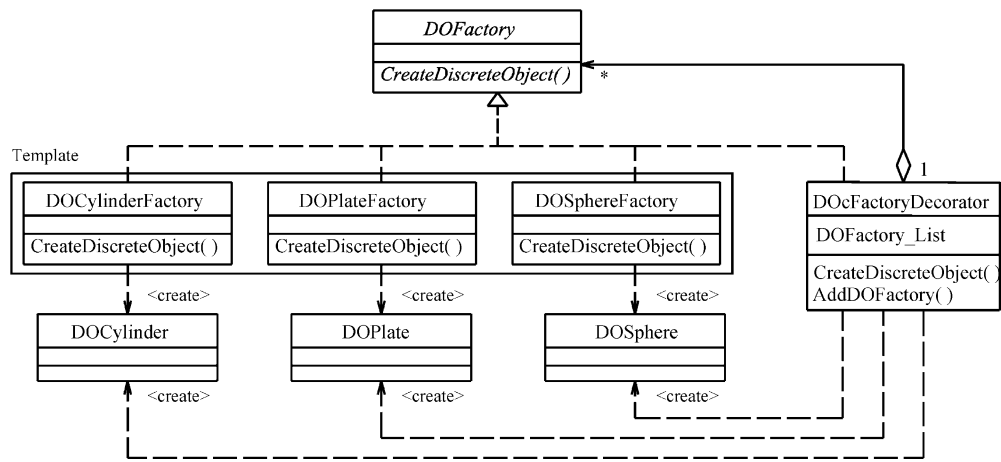 DOFactory
CreateDiscreteObject( )
*
Template
1
DOCylinderFactory
CreateDiscreteObject( )
DOPlateFactory
CreateDiscreteObject( )
DOSphereFactory
CreateDiscreteObject( )
DOcFactoryDecorator
DOFactory_List
CreateDiscreteObject( )
AddDOFactory( )
<create>
<create>
<create>
DOCylinder
DOPlate
DOSphere
<create>
<create>
<create>